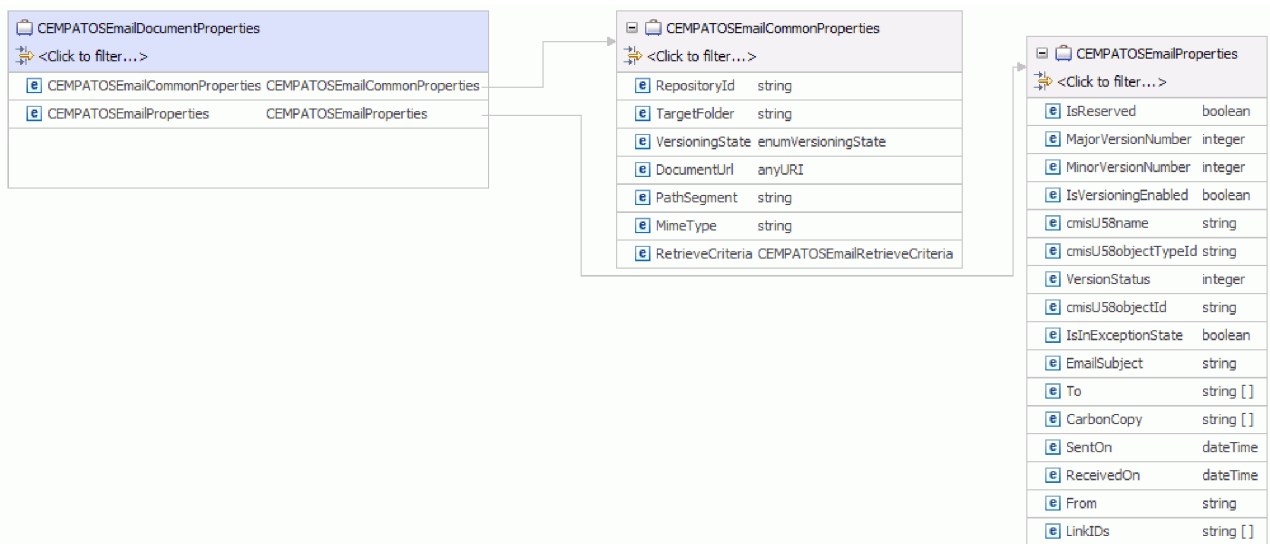 CEMPATOSEmailDocumentProperties
<Click to filter...>
CEMPATOSEmailCommonProperties CEMPATOSEmailCommonProperties
CEMPATOSEmailProperties CEMPATOSEmailProperties
CEMPATOSEmailCommonProperties
<Click to filter...>
RepositoryId string
TargetFolder string
VersioningState enumVersioningState
DocumentUrl anyURI
PathSegment string
MimeType string
RetrieveCriteria CEMPATOSEmailRetrieveCriteria
CEMPATOSEmailProperties
<Click to filter...>
IsReserved boolean
MajorVersionNumber integer
MinorVersionNumber integer
IsVersioningEnabled boolean
cmisU58name string
cmisU58objectTypeId string
VersionStatus integer
cmisU58objectId string
IsInExceptionState boolean
EmailSubject string
To string []
CarbonCopy string []
SentOn dateTime
ReceivedOn dateTime
From string
LinkIDs string []